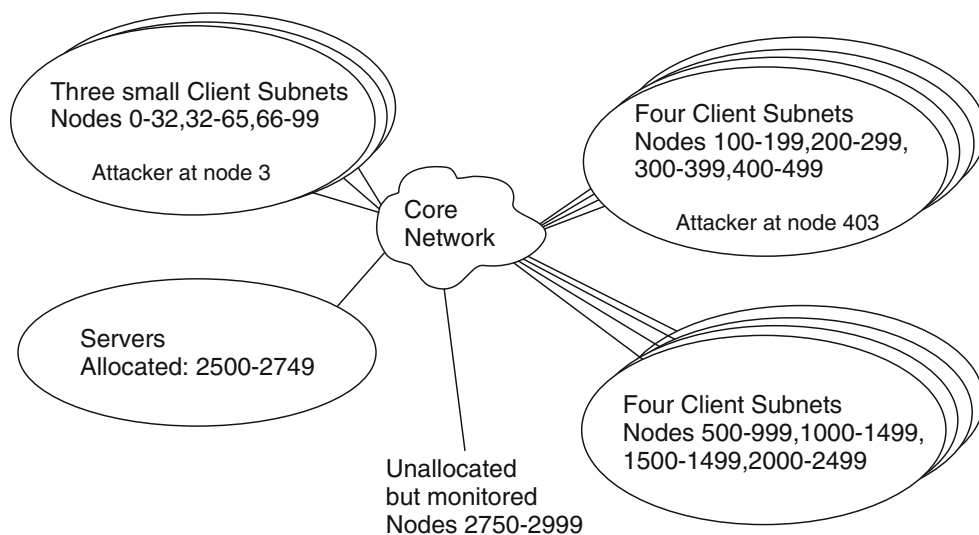 Three small Client Subnets
Nodes 0-32,32-65,66-99
Attacker at node 3
Four Client Subnets
Nodes 100-199,200-299,
300-399,400-499
Attacker at node 403
Core
Network
Servers
Allocated: 2500-2749
Four Client Subnets
Nodes 500-999,1000-1499,
1500-1499,2000-2499
Unallocated
but monitored
Nodes 2750-2999